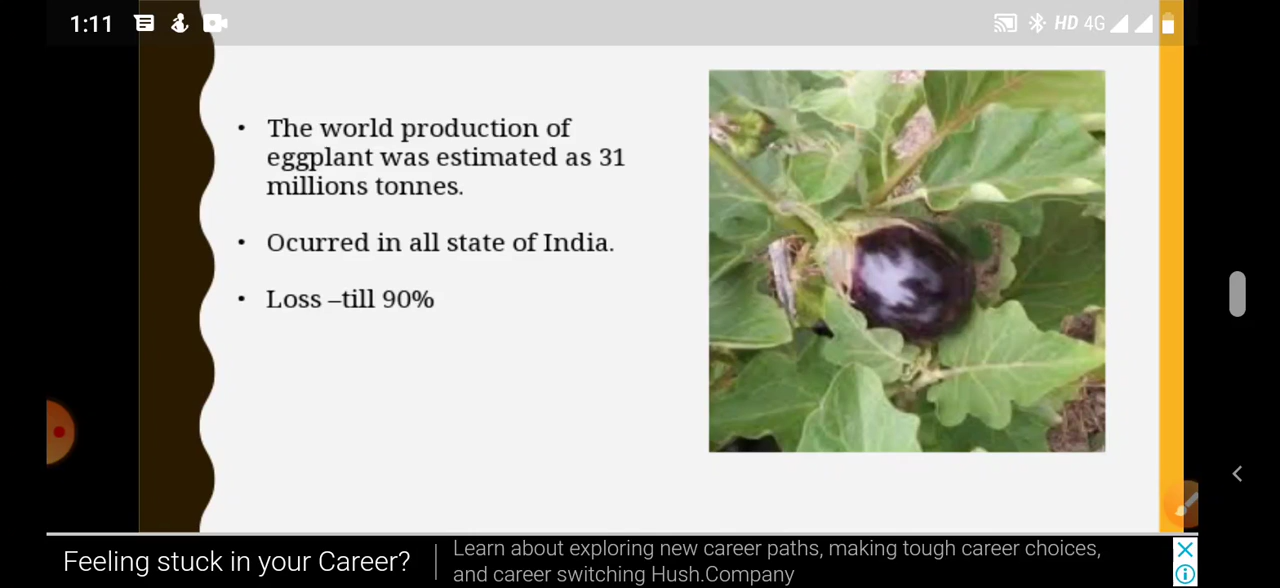 1:11
HD 4G
• The world production of
eggplant was estimated as 31
millions tonnes.
• Ocurred in all state of India.
• Loss –till 90%
Feeling stuck in your Career?
Learn about exploring new career paths, making tough career choices,
and career switching Hush.Company